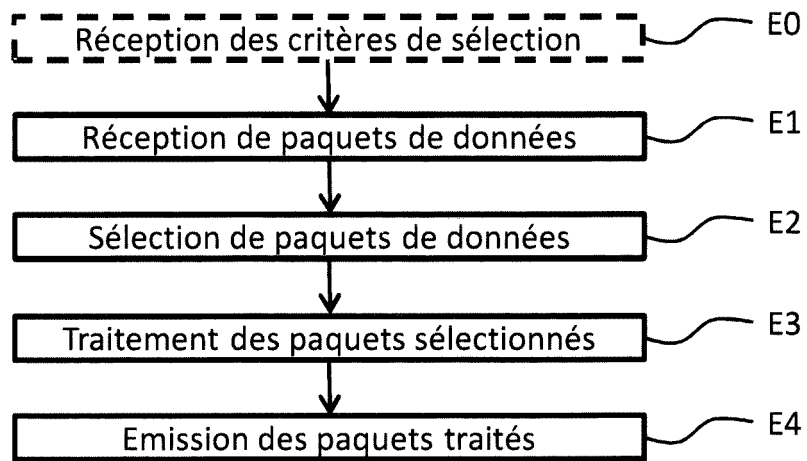 Réception des critères de sélection
E0
Réception de paquets de données
E1
Sélection de paquets de données
E2
Traitement des paquets sélectionnés
E3
Emission des paquets traités
E4